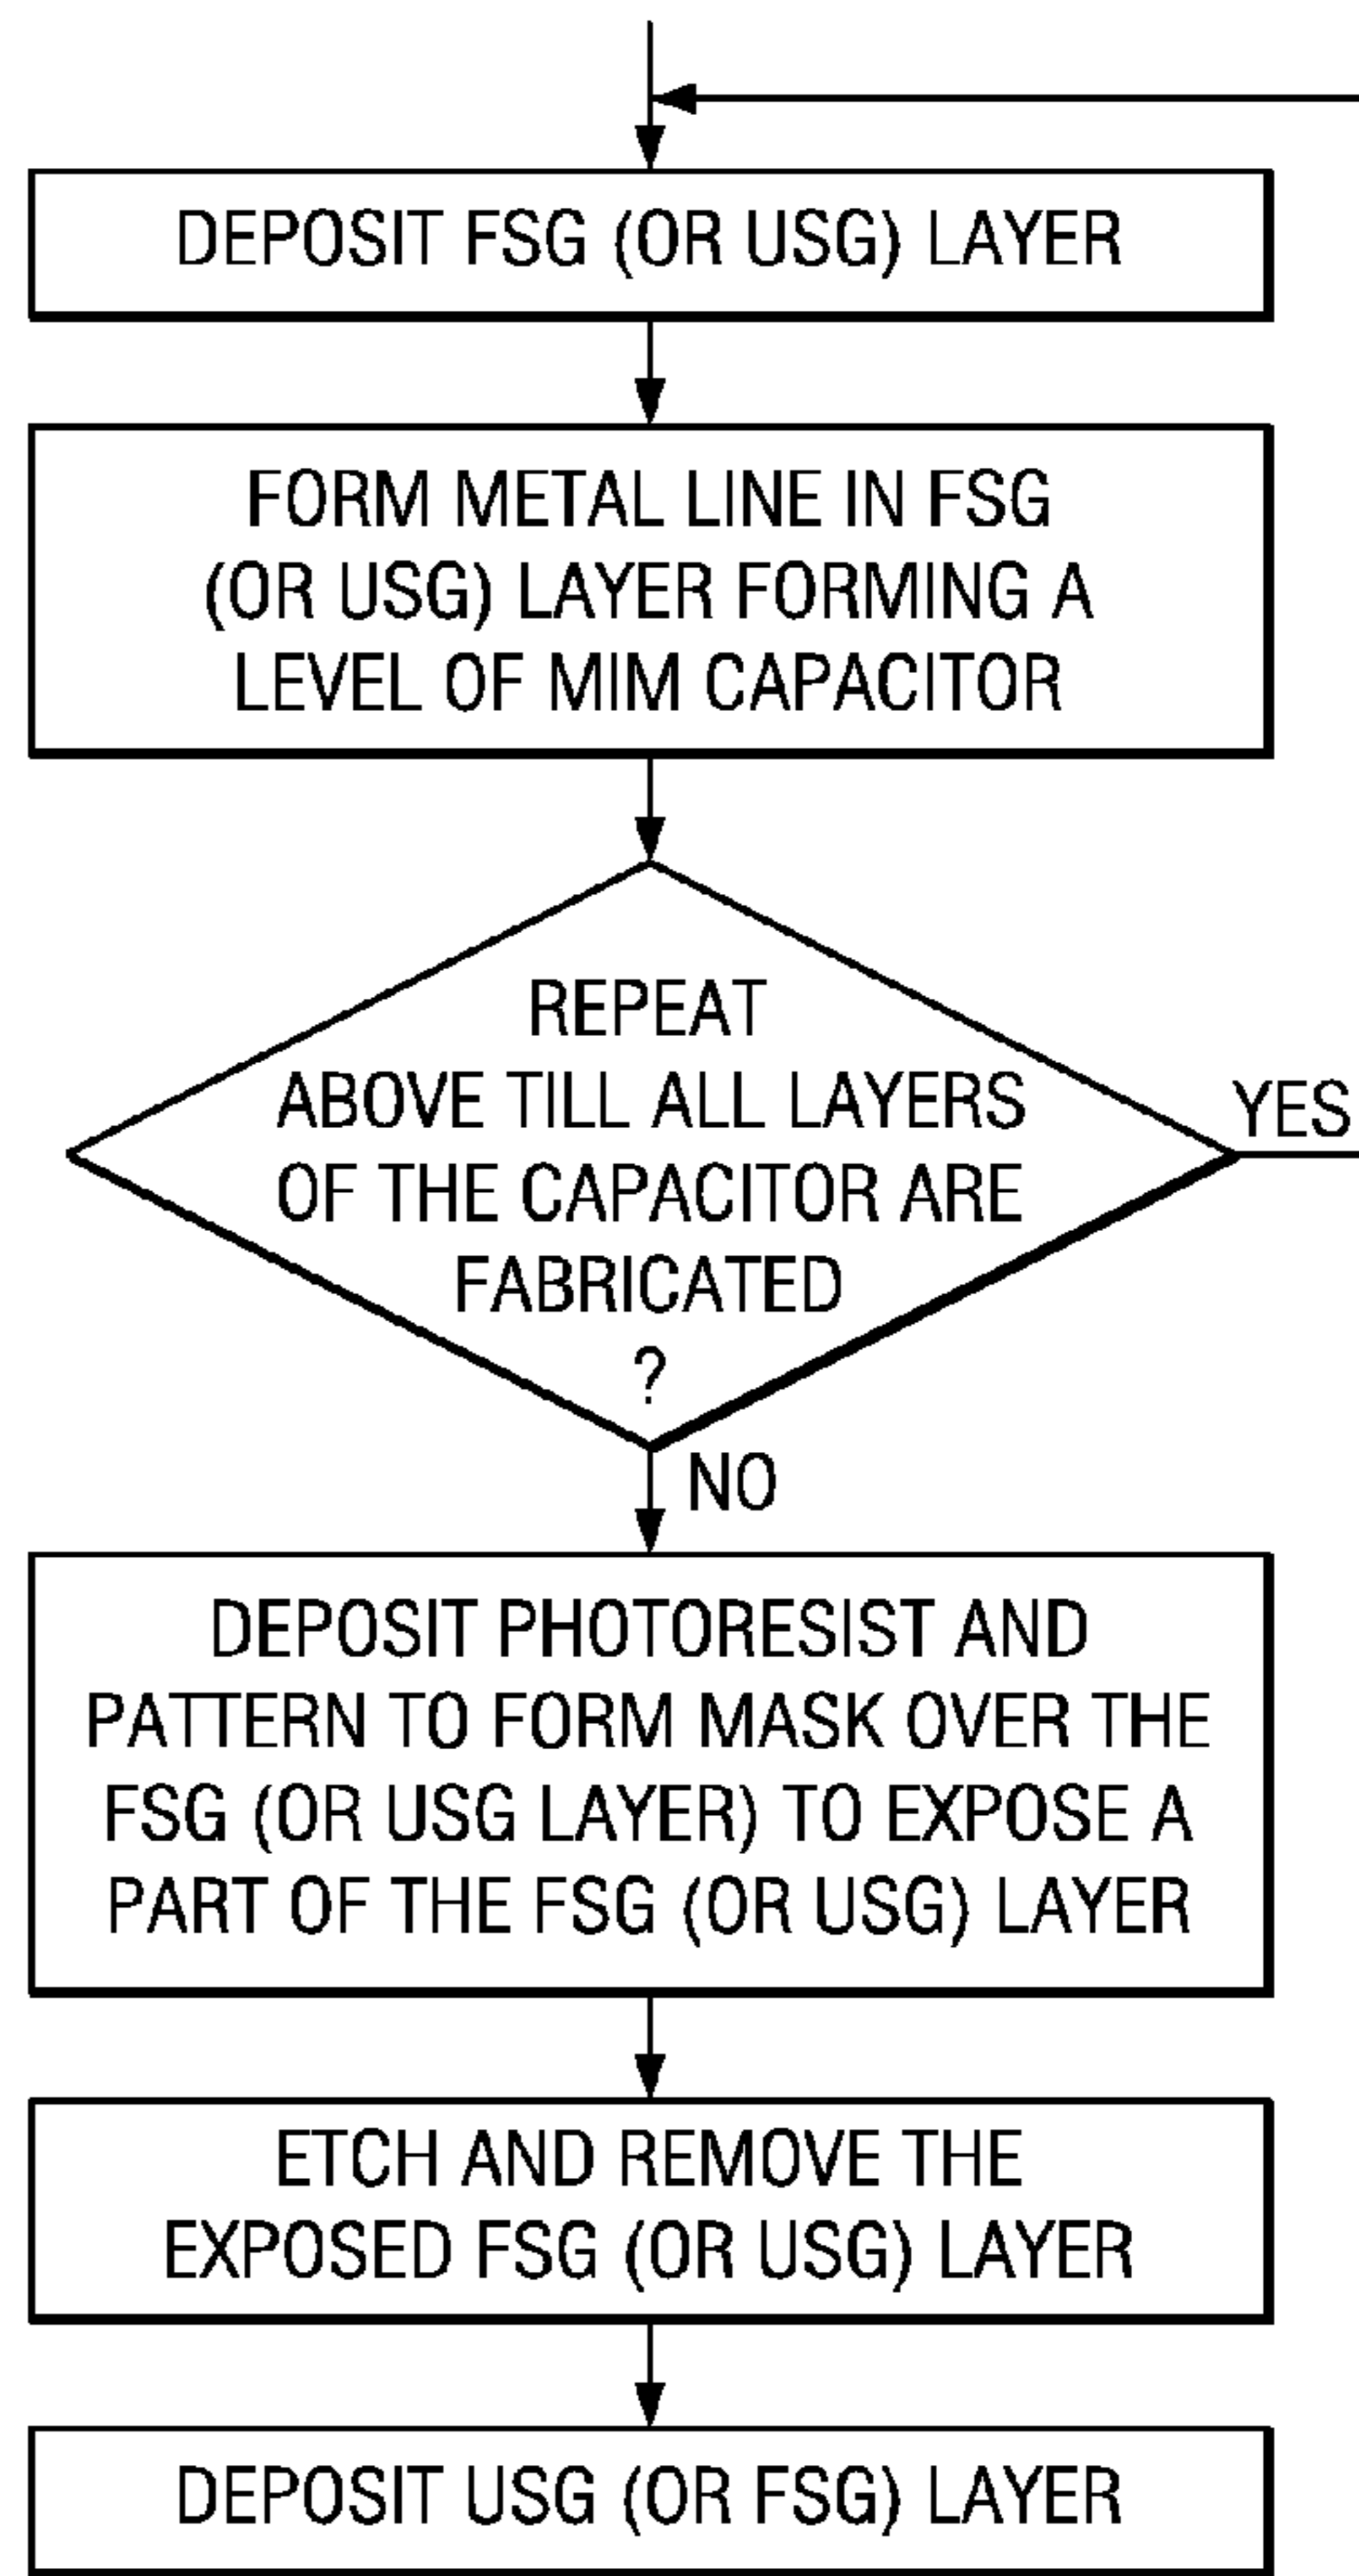 DEPOSIT FSG (OR USG) LAYER
FORM METAL LINE IN FSG
(OR USG) LAYER FORMING A
LEVEL OF MIM CAPACITOR
REPEAT
ABOVE TILL ALL LAYERS
OF THE CAPACITOR ARE
FABRICATED
?
YES
NO
DEPOSIT PHOTORESIST AND
PATTERN TO FORM MASK OVER THE
FSG (OR USG LAYER) TO EXPOSE A
PART OF THE FSG (OR USG) LAYER
ETCH AND REMOVE THE
EXPOSED FSG (OR USG) LAYER
DEPOSIT USG (OR FSG) LAYER